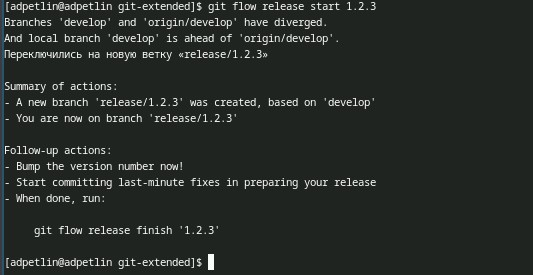 [adpetlin@adpetlin git-extended]$ git flow release start 1.2.3
Branches 'develop' and 'origin/develop' have diverged.
And local branch 'develop' is ahead of 'origin/develop'.
Переключились на новую ветку «release/1.2.3»
Summary of actions:
- A new branch 'release/1.2.3' was created, based on 'develop'
- You are now on branch 'release/1.2.3'
Follow-up actions:
- Bump the version number now!
- Start committing last-minute fixes in preparing your release
- When done, run:
git flow release finish '1.2.3'
[adpetlin@adpetlin git-extended]$